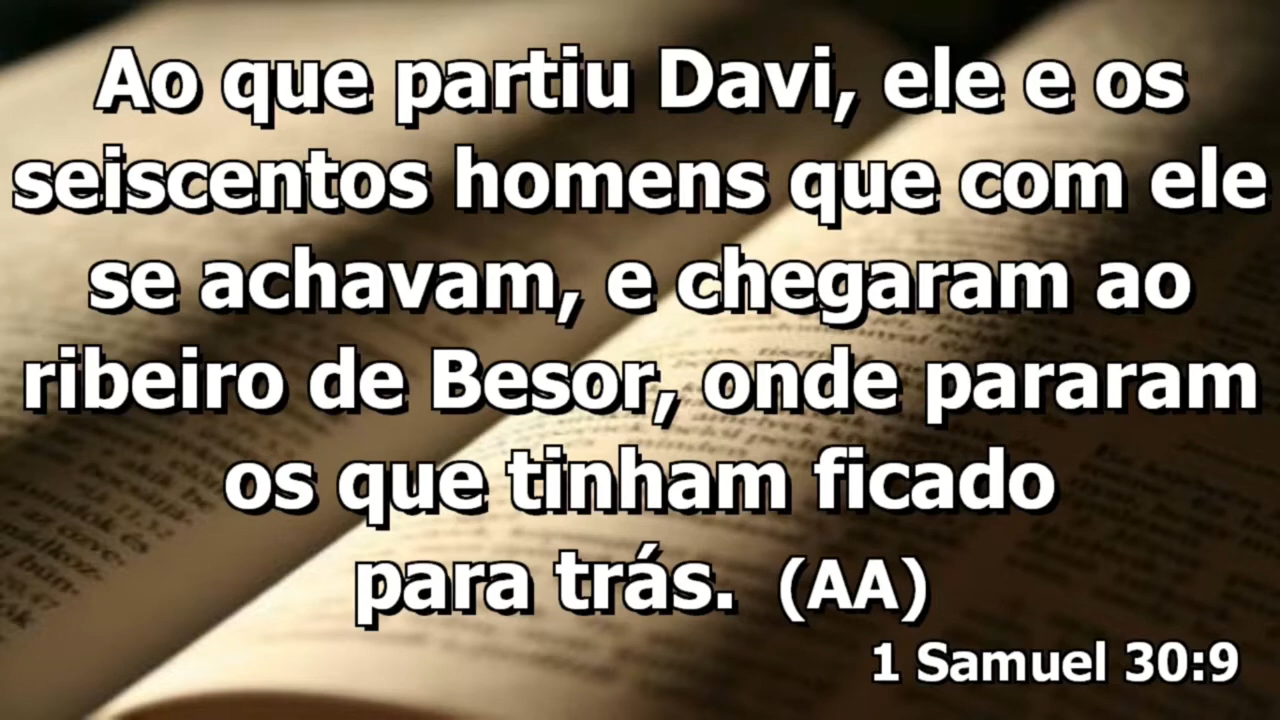 Ao que partiu Davi, ele e os
seiscentos homens que com ele
se achavam, e chegaram ao
ribeiro de Besor, onde pararam
os que tinham ficado
para trás. (AA)
1 Samuel 30:9